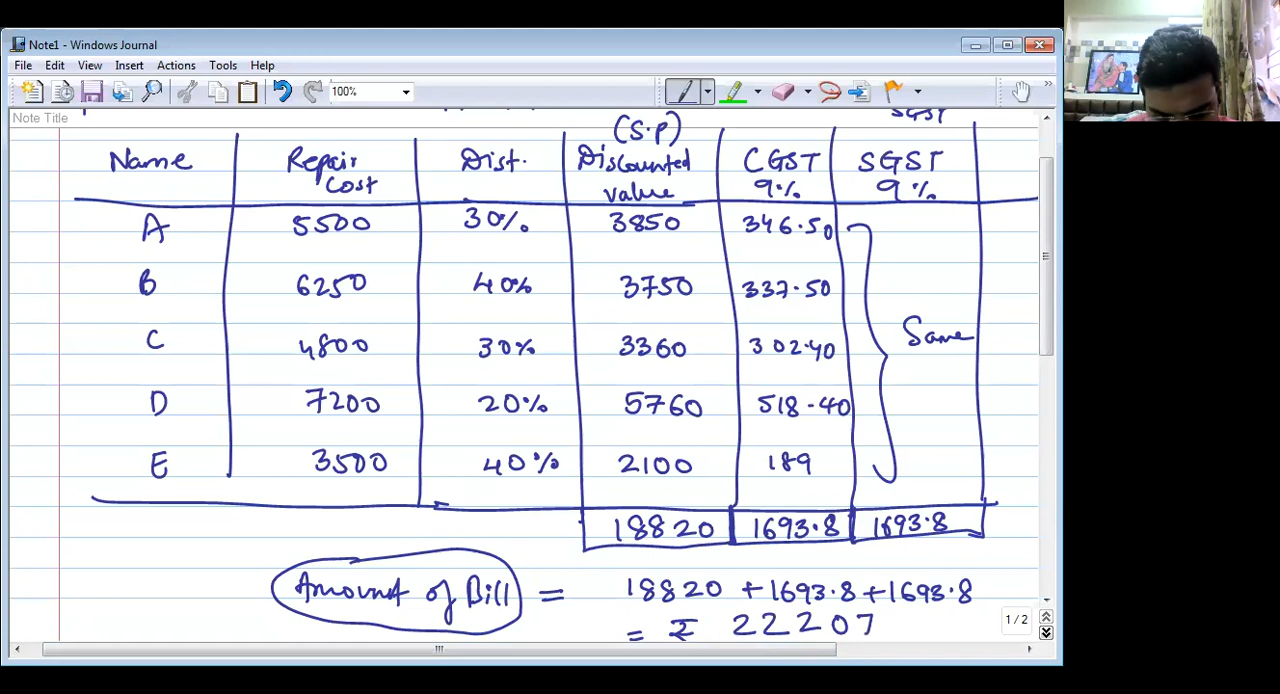 Note1 - Windows Journal
File Edit View Insert Actions Tools Help
100%
Note Title
(S.P) SGST
Name Repair Cost Dist. Discounted value CGST 9% SGST 9%
A 5500 30% 3850 346.50
B 6250 40% 3750 337.50
C 4800 30% 3360 302.40 Same
D 7200 20% 5760 518.40
E 3500 40% 2100 189
18820 1693.8 1693.8
Amount of Bill = 18820 + 1693.8 + 1693.8
= ₹ 22207
1 / 2